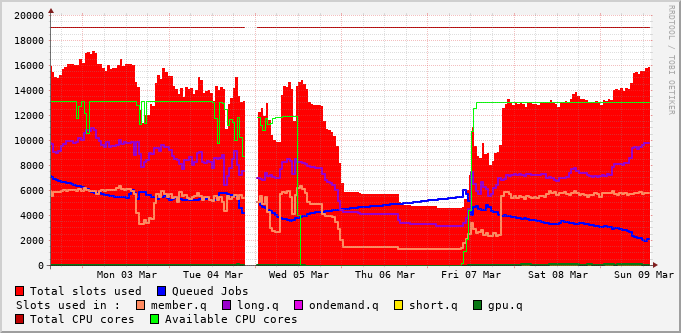 20000
18000
16000
14000
12000
10000
8000
6000
4000
2000
0
Mon 03 Mar Tue 04 Mar Wed 05 Mar Thu 06 Mar Fri 07 Mar Sat 08 Mar Sun 09 Mar
Total slots used Queued Jobs
Slots used in : member.q long.q ondemand.q short.q gpu.q
Total CPU cores Available CPU cores
RRDTOOL / TOBI OETIKER